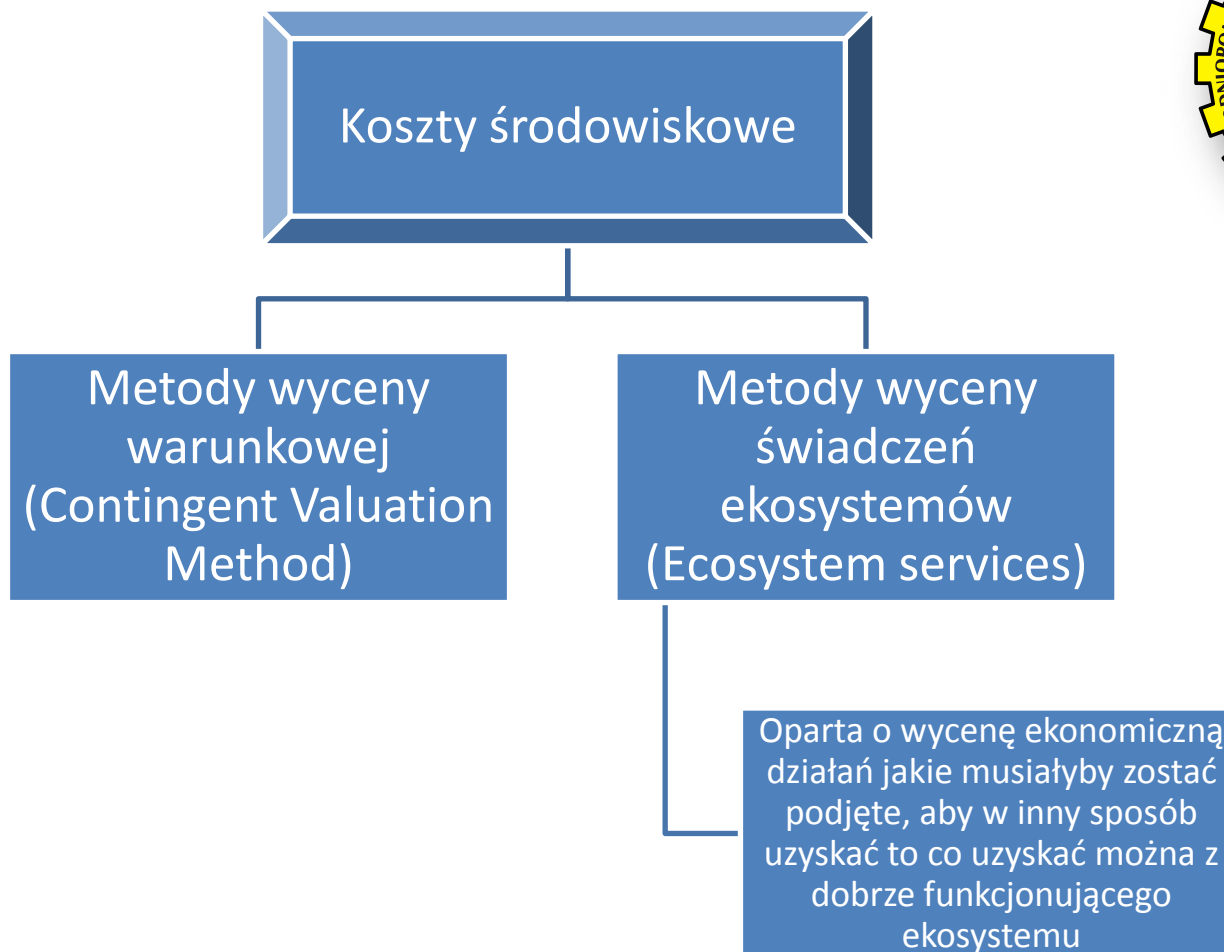 Koszty środowiskowe
Metody wyceny
warunkowej
(Contingent Valuation
Method)
Metody wyceny
świadczeń
ekosystemów
(Ecosystem services)
Oparta o wycenę ekonomiczną
działań jakie musiałyby zostać
podjęte, aby w inny sposób
uzyskać to co uzyskać można z
dobrze funkcjonującego
ekosystemu